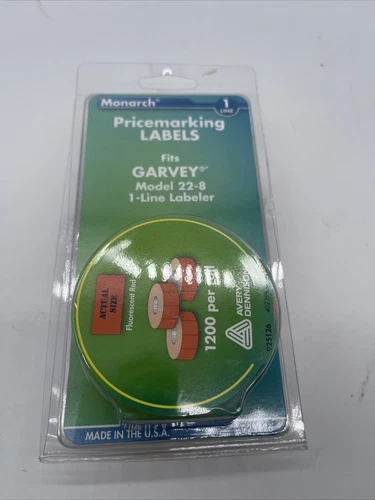 Monarch®
1
LINE
Pricemarking
LABELS
Fits
GARVEY®*
Model 22-8
1-Line Labeler
ACTUAL
SIZE
Fluorescent Red
1200 per
AVERY
DENNISON
925126
MADE IN THE U.S.A.